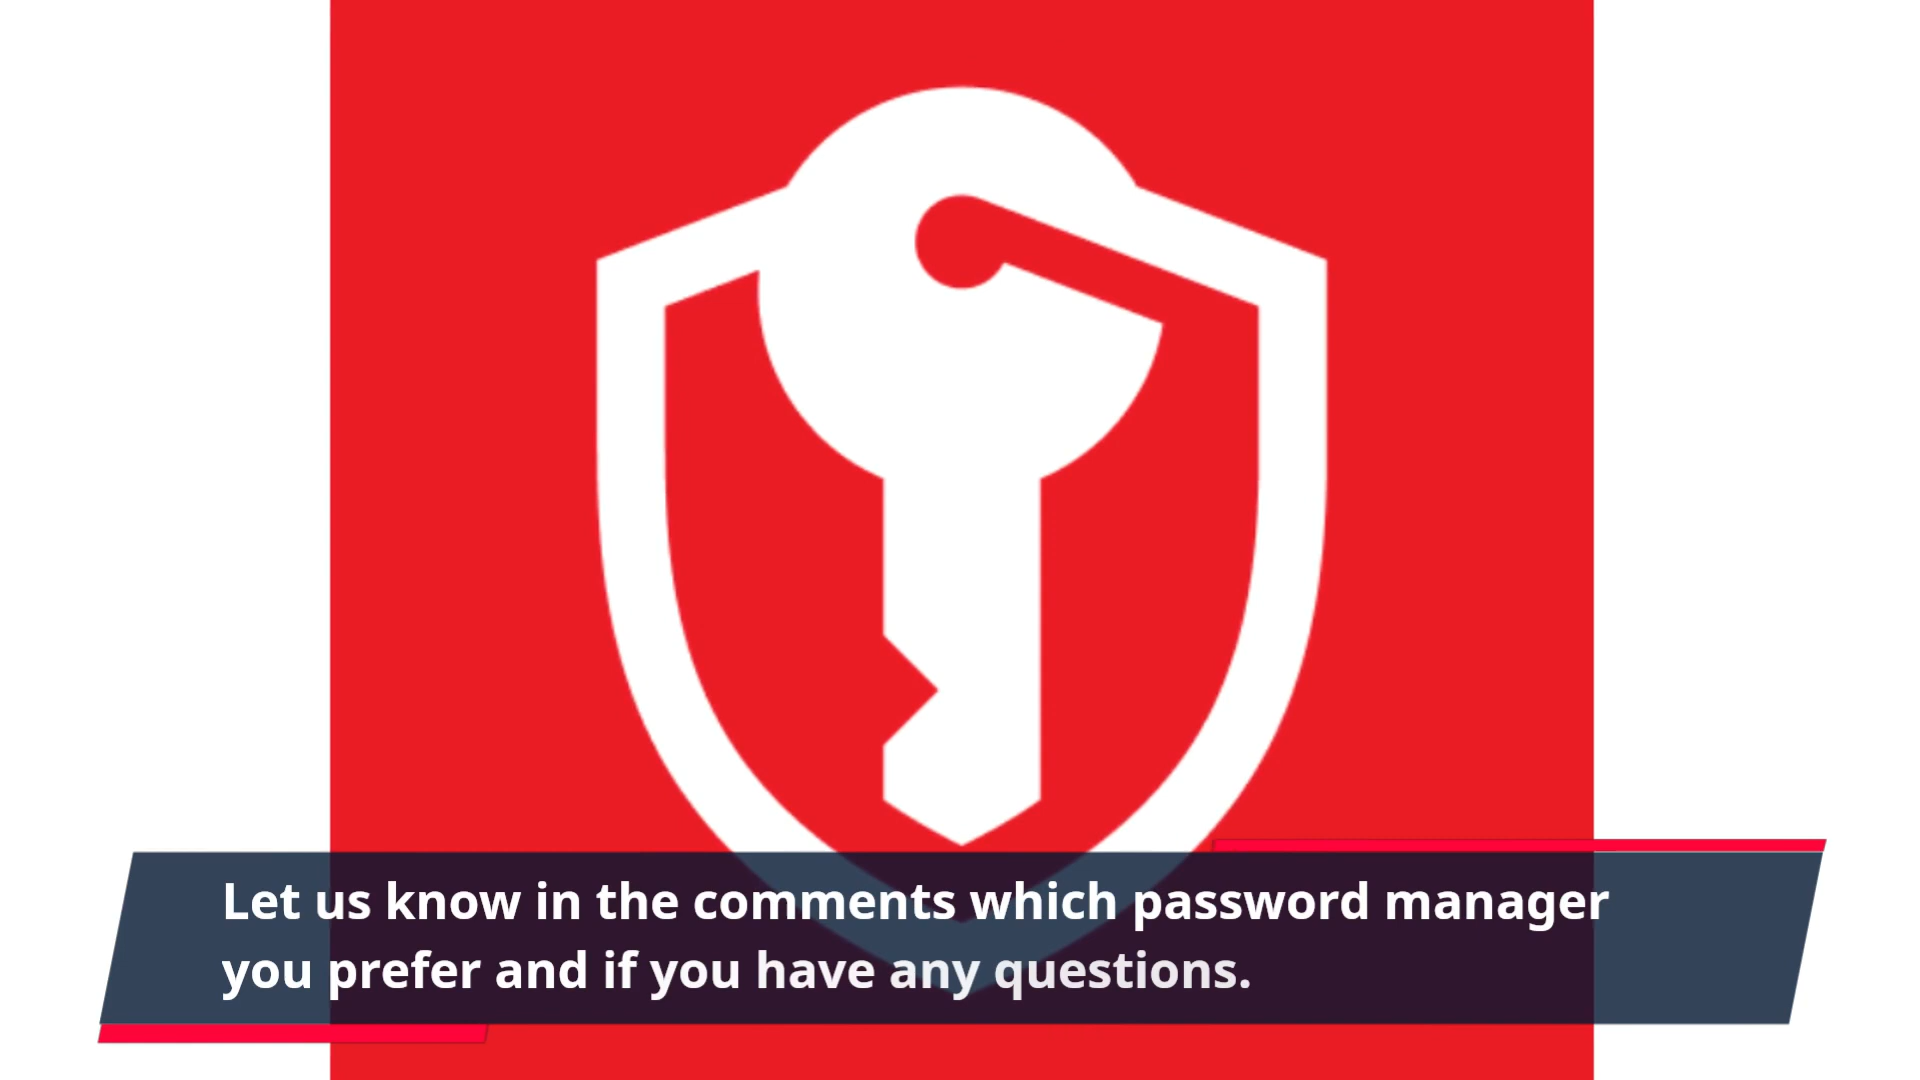 Let us know in the comments which password manager
you prefer and if you have any questions.